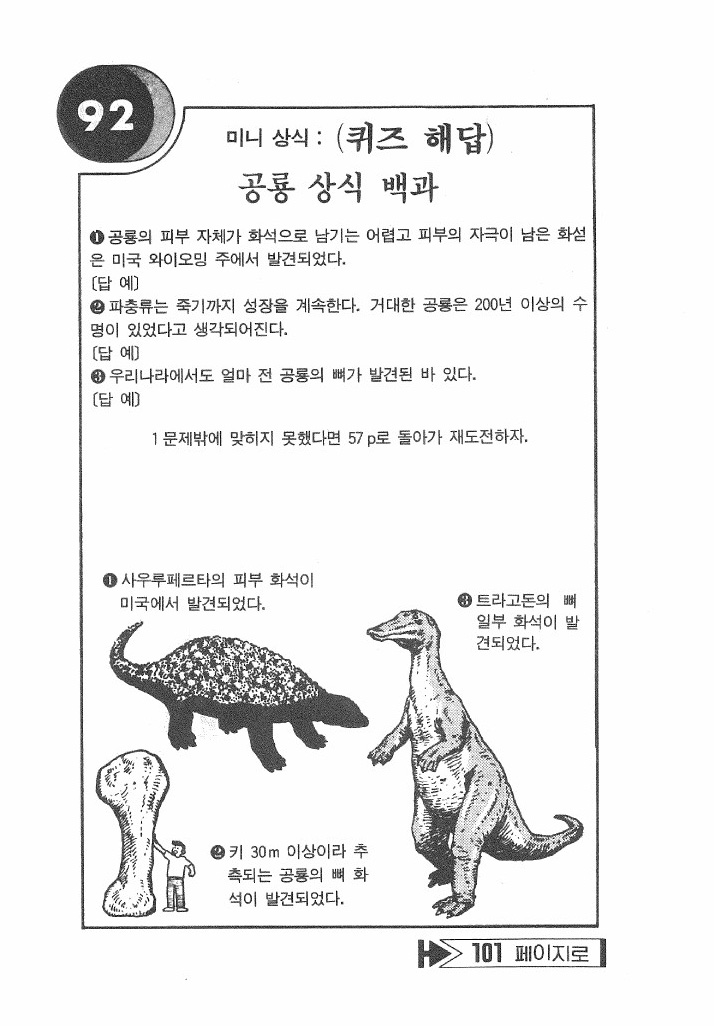 92
미니 상식 : (퀴즈 해답)
공룡 상식 백과
❶ 공룡의 피부 자체가 화석으로 남기는 어렵고 피부의 자극이 남은 화섣
은 미국 와이오밍 주에서 발견되었다.
〔답 예〕
❷ 파충류는 죽기까지 성장을 계속한다. 거대한 공룡은 200년 이상의 수
명이 있었다고 생각되어진다.
〔답 예〕
❸ 우리나라에서도 얼마 전 공룡의 뼈가 발견된 바 있다.
〔답 예〕
1 문제밖에 맞히지 못했다면 57 p로 돌아가 재도전하자.
❶ 사우루페르타의 피부 화석이
미국에서 발견되었다.
❸ 트라고돈의 뼈
일부 화석이 발
견되었다.
❷ 키 30m 이상이라 추
측되는 공룡의 뼈 화
석이 발견되었다.
101 페이지로